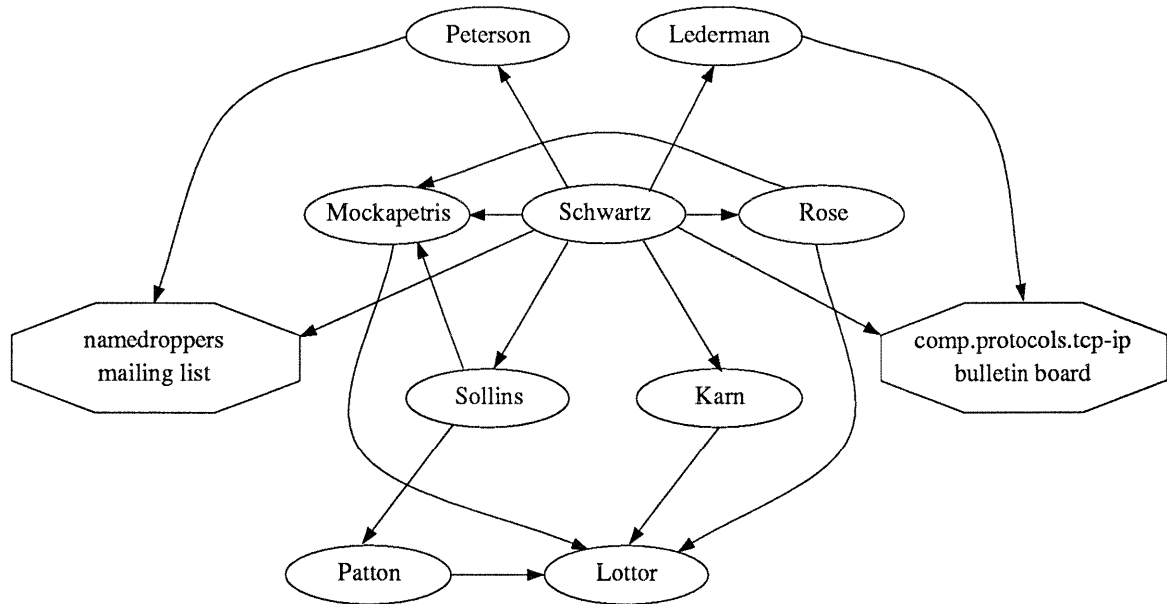 Peterson
Lederman
Mockapetris
Schwartz
Rose
namedroppers
mailing list
comp.protocols.tcp-ip
bulletin board
Sollins
Karn
Patton
Lottor